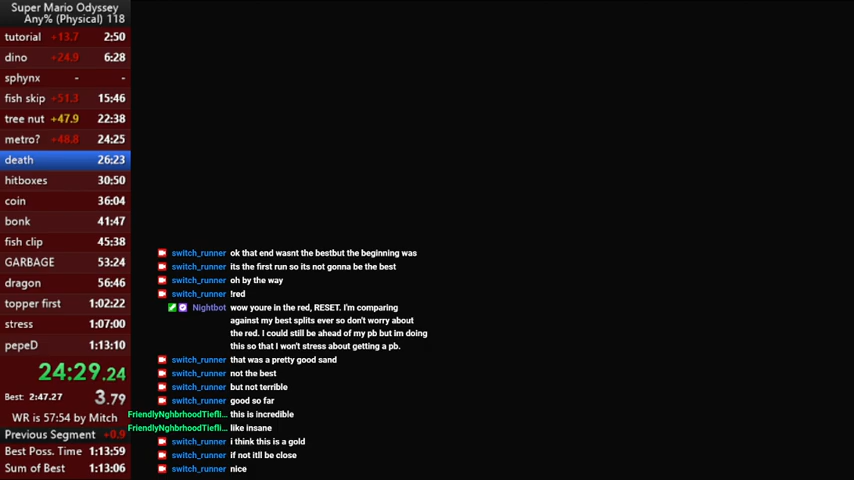 Super Mario Odyssey
Any% (Physical) 118
tutorial +13.7 2:50
dino +24.9 6:28
sphynx - -
fish skip +51.3 15:46
tree nut +47.9 22:38
metro? +48.8 24:25
death 26:23
hitboxes 30:50
coin 36:04
bonk 41:47
fish clip 45:38
GARBAGE 53:24
dragon 56:46
topper first 1:02:22
stress 1:07:00
pepeD 1:13:10
24:29.24
Best: 2:47.27 3.79
WR is 57:54 by Mitch
Previous Segment +0.9
Best Poss. Time 1:13:59
Sum of Best 1:13:06
switch_runner ok that end wasnt the bestbut the beginning was
switch_runner its the first run so its not gonna be the best
switch_runner oh by the way
switch_runner !red
Nightbot wow youre in the red, RESET. I'm comparing
against my best splits ever so don't worry about
the red. I could still be ahead of my pb but im doing
this so that I won't stress about getting a pb.
switch_runner that was a pretty good sand
switch_runner not the best
switch_runner but not terrible
switch_runner good so far
FriendlyNghbrhoodTiefli... this is incredible
FriendlyNghbrhoodTiefli... like insane
switch_runner i think this is a gold
switch_runner if not itll be close
switch_runner nice